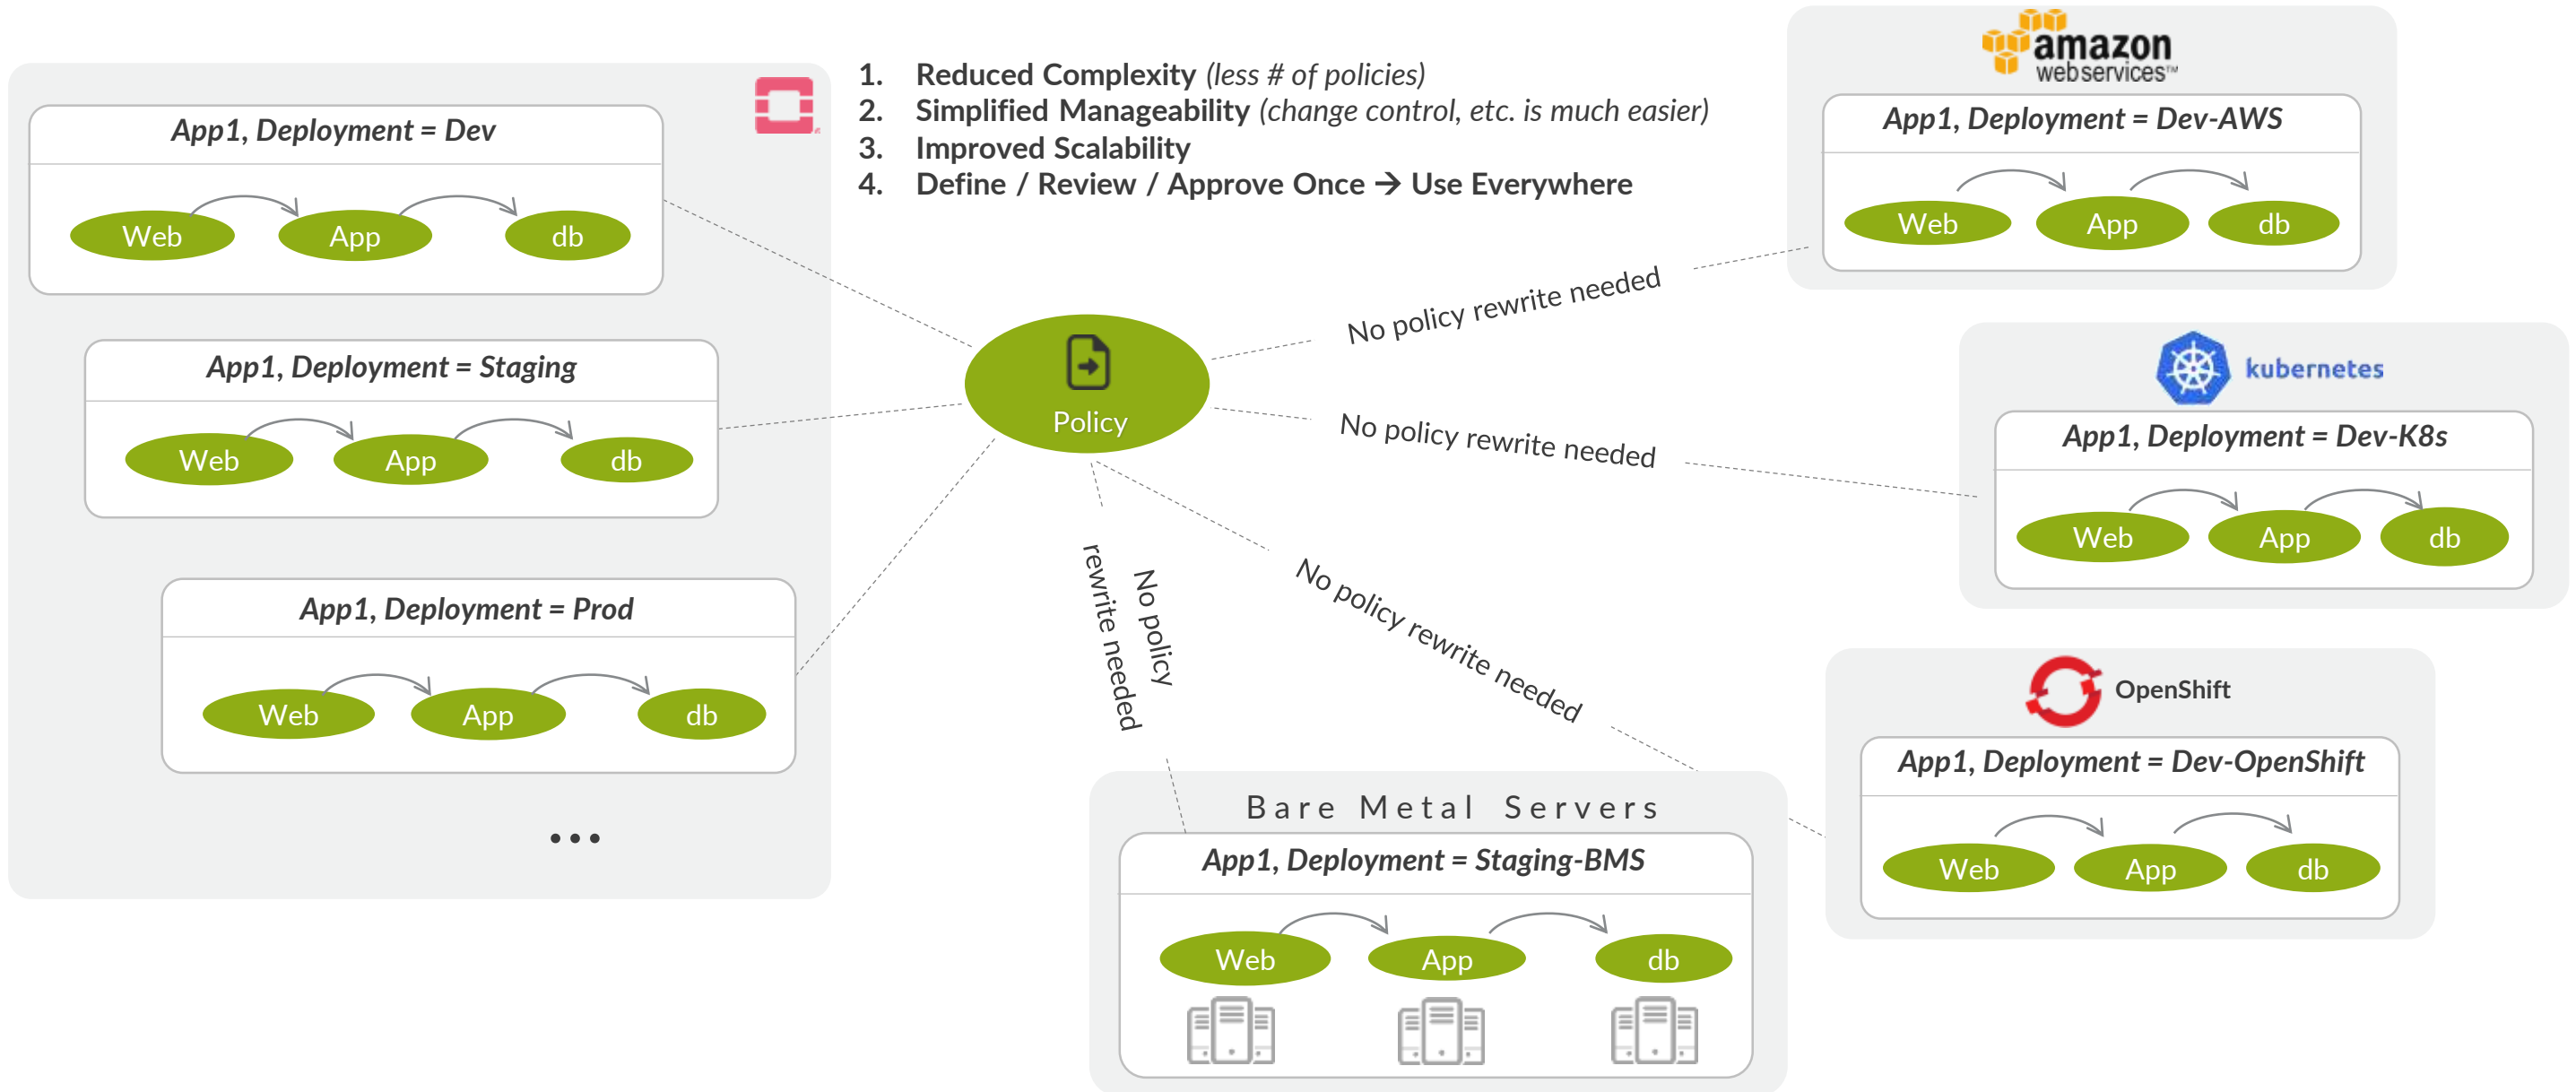 1. Reduced Complexity (less # of policies)
2. Simplified Manageability (change control, etc. is much easier)
3. Improved Scalability
4. Define / Review / Approve Once → Use Everywhere
App1, Deployment = Dev
Web App db
App1, Deployment = Staging
Web App db
App1, Deployment = Prod
Web App db
...
Policy
No policy rewrite needed
No policy rewrite needed
No policy rewrite needed
No policy
rewrite needed
amazon
webservices™
App1, Deployment = Dev-AWS
Web App db
kubernetes
App1, Deployment = Dev-K8s
Web App db
OpenShift
App1, Deployment = Dev-OpenShift
Web App db
Bare Metal Servers
App1, Deployment = Staging-BMS
Web App db